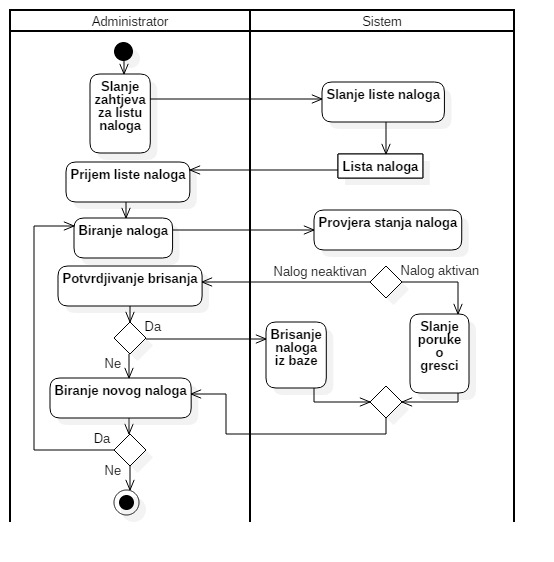 Administrator
Sistem
Slanje
zahtjeva
za listu
naloga
Slanje liste naloga
Lista naloga
Prijem liste naloga
Biranje naloga
Provjera stanja naloga
Nalog neaktivan
Nalog aktivan
Potvrdjivanje brisanja
Da
Brisanje
naloga
iz baze
Slanje
poruke
o
gresci
Ne
Biranje novog naloga
Da
Ne